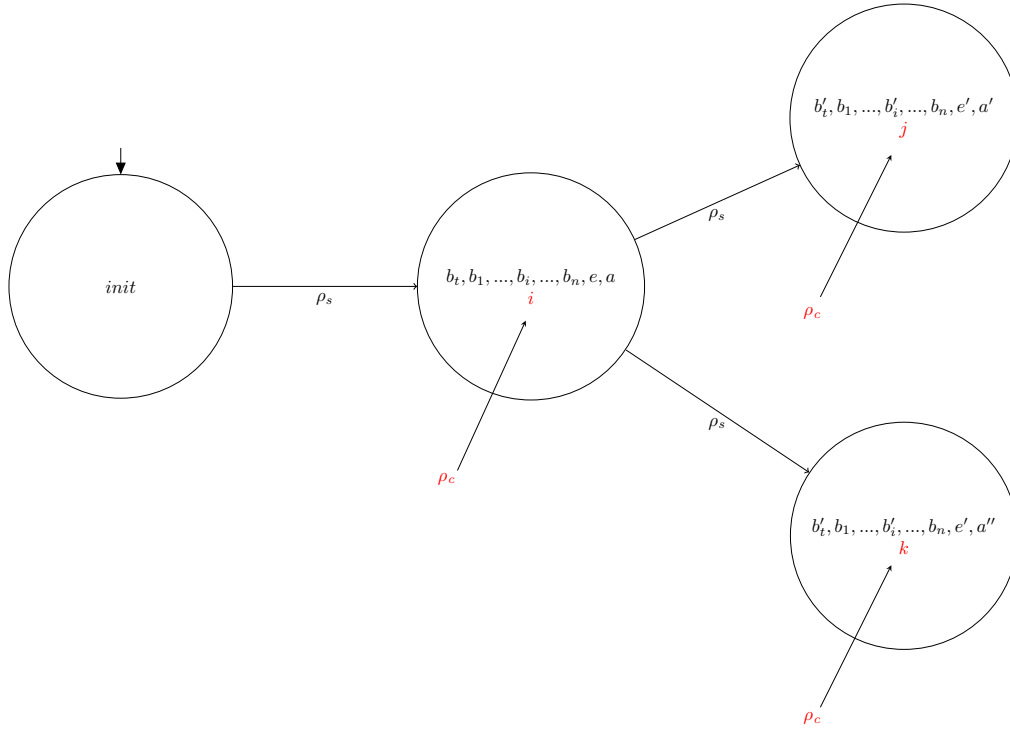 b′_t, b_1, ..., b′_i, ..., b_n, e′, a′
j
ρ_s
init
b_t, b_1, ..., b_i, ..., b_n, e, a
i
ρ_s
ρ_c
ρ_s
ρ_c
b′_t, b_1, ..., b′_i, ..., b_n, e′, a′′
k
ρ_c